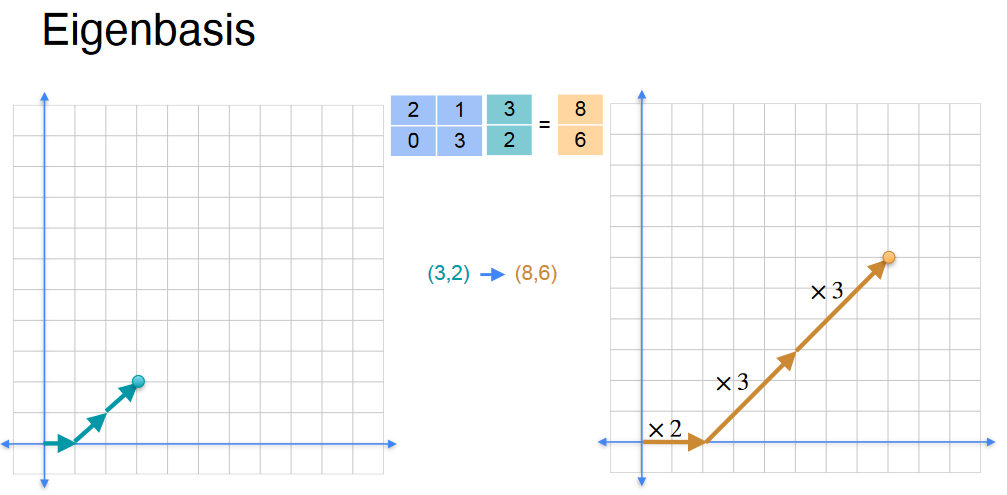 Eigenbasis
2 1 3 = 8
0 3 2 6
(3,2) (8,6)
×3
×3
×2